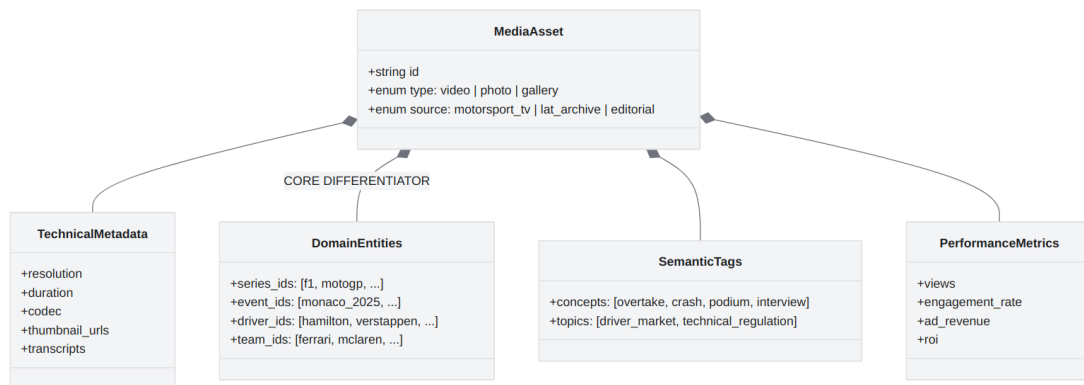 MediaAsset
+string id
+enum type: video | photo | gallery
+enum source: motorsport_tv | lat_archive | editorial
CORE DIFFERENTIATOR
TechnicalMetadata
+resolution
+duration
+codec
+thumbnail_urls
+transcripts
DomainEntities
+series_ids: [f1, motogp, ...]
+event_ids: [monaco_2025, ...]
+driver_ids: [hamilton, verstappen, ...]
+team_ids: [ferrari, mclaren, ...]
SemanticTags
+concepts: [overtake, crash, podium, interview]
+topics: [driver_market, technical_regulation]
PerformanceMetrics
+views
+engagement_rate
+ad_revenue
+roi